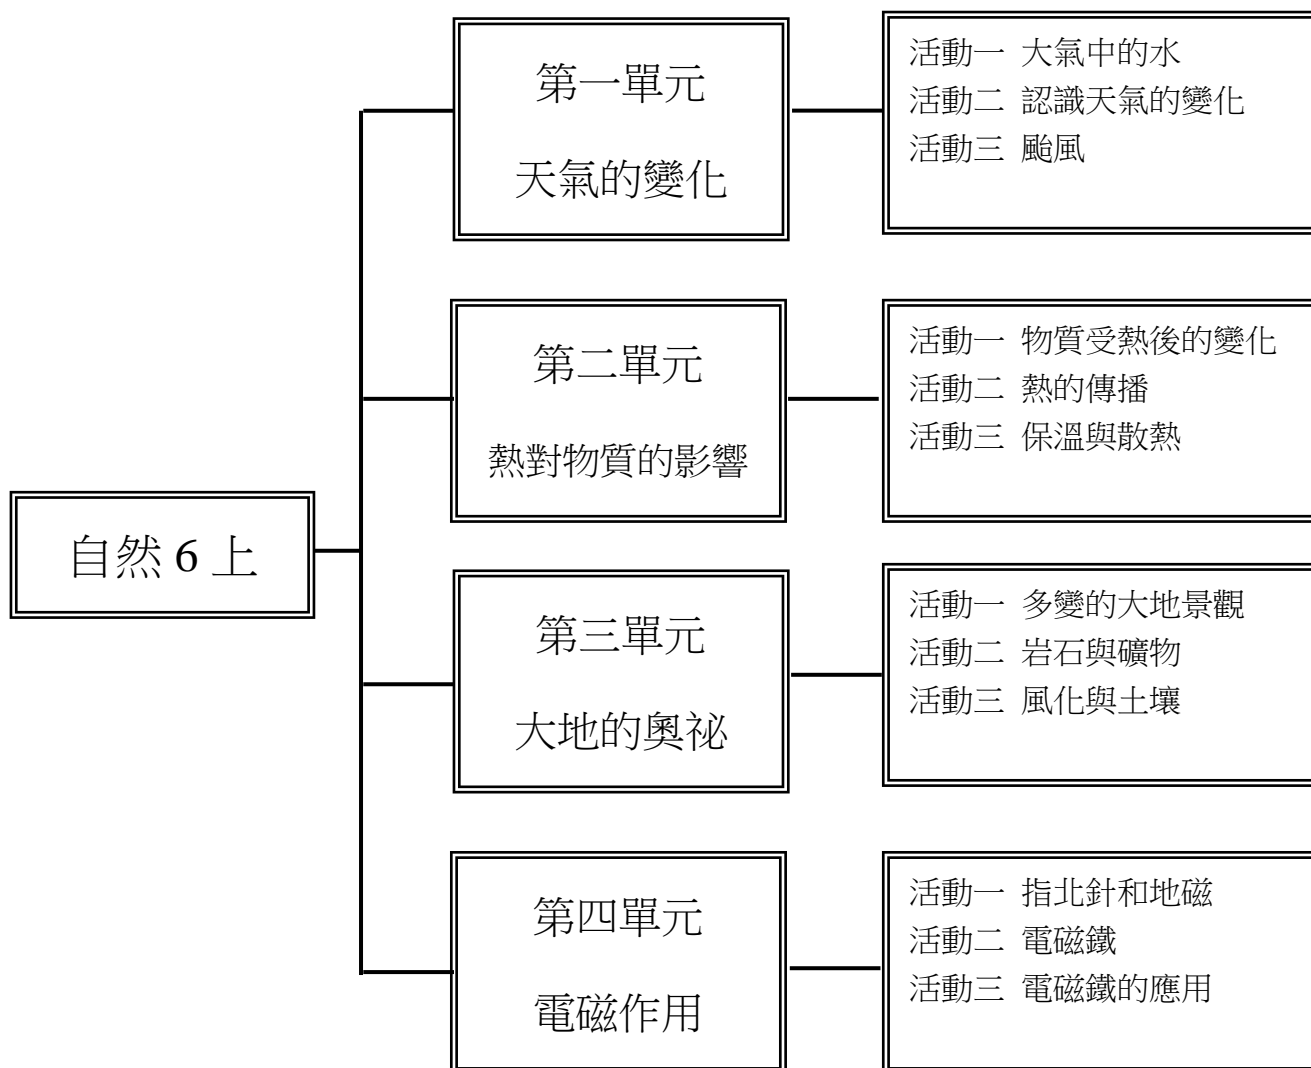 自然 6 上
第一單元
天氣的變化
活動一 大氣中的水
活動二 認識天氣的變化
活動三 颱風
第二單元
熱對物質的影響
活動一 物質受熱後的變化
活動二 熱的傳播
活動三 保溫與散熱
第三單元
大地的奧祕
活動一 多變的大地景觀
活動二 岩石與礦物
活動三 風化與土壤
第四單元
電磁作用
活動一 指北針和地磁
活動二 電磁鐵
活動三 電磁鐵的應用